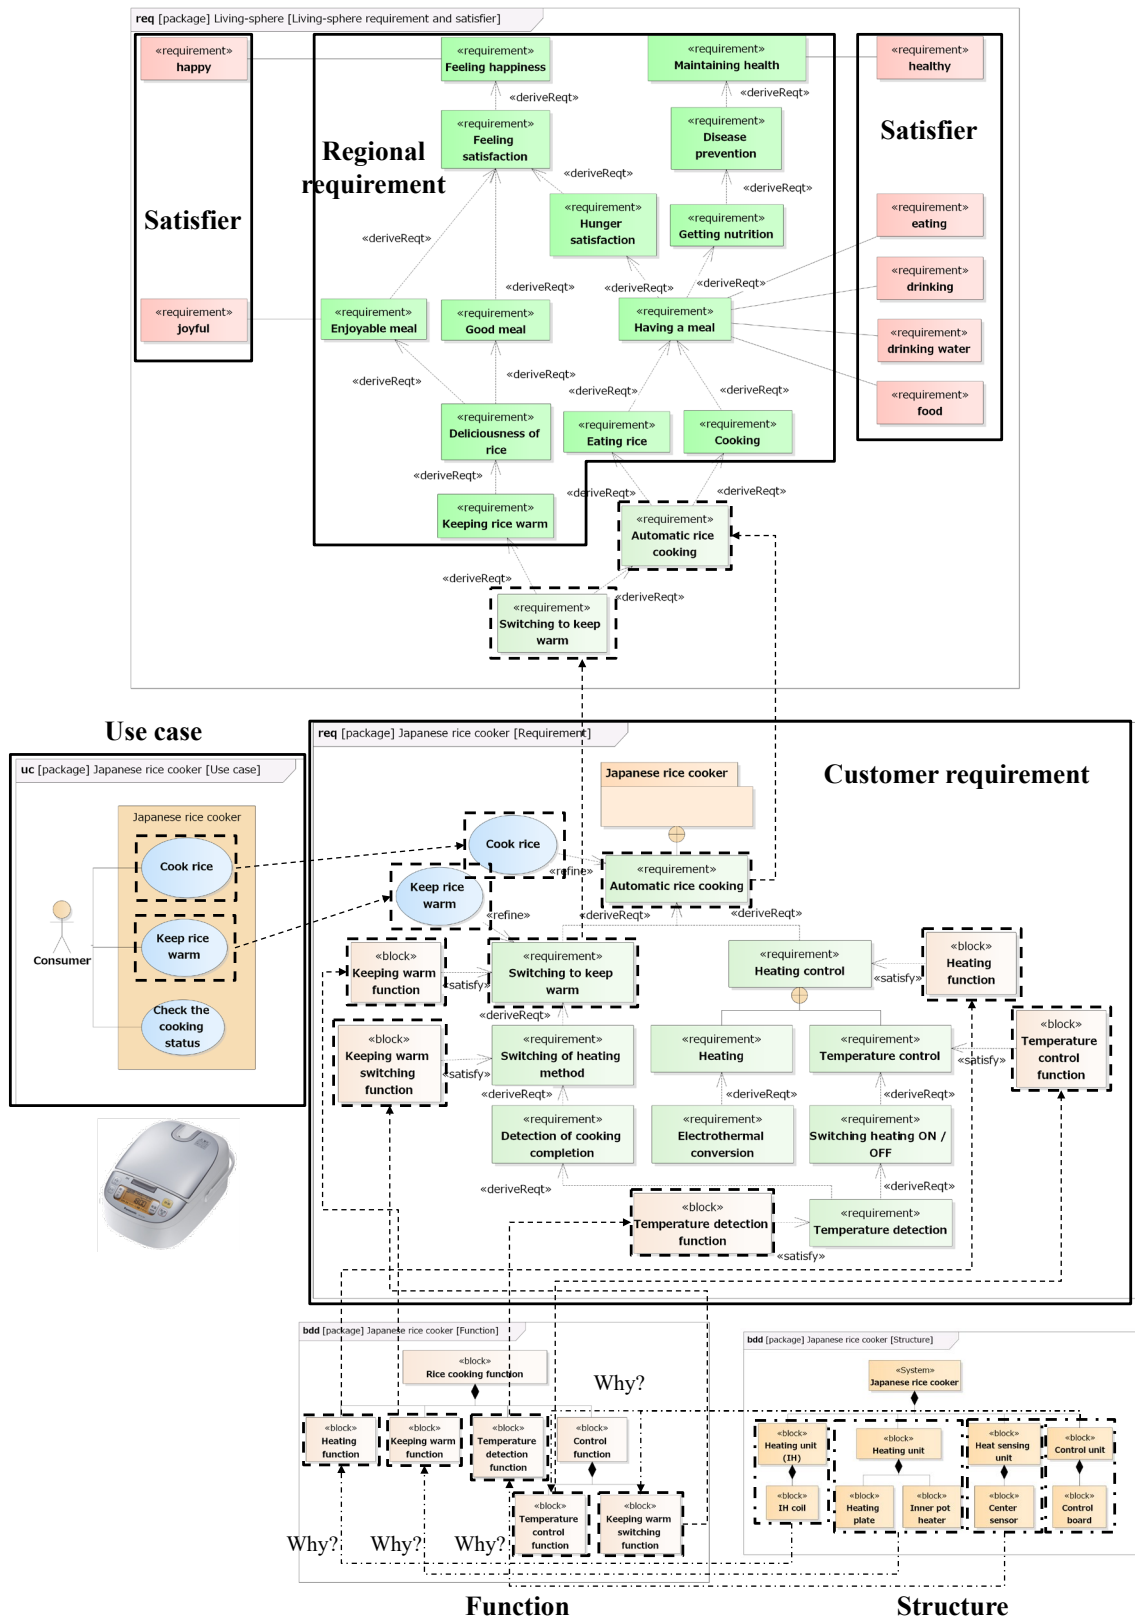 req [package] Living-sphere [Living-sphere requirement and satisfier]
«requirement»
happy
«requirement»
Feeling happiness
«requirement»
Maintaining health
«requirement»
healthy
«deriveReqt»
«deriveReqt»
«requirement»
Feeling
satisfaction
«requirement»
Disease
prevention
Satisfier
Regional
requirement
«deriveReqt»
«deriveReqt»
Satisfier
«requirement»
Hunger
satisfaction
«requirement»
Getting nutrition
«requirement»
eating
«deriveReqt»
«requirement»
drinking
«deriveReqt»
«deriveReqt»
«deriveReqt»
«requirement»
joyful
«requirement»
Enjoyable meal
«requirement»
Good meal
«requirement»
Having a meal
«requirement»
drinking water
«deriveReqt»
«deriveReqt»
«deriveReqt»
«deriveReqt»
«requirement»
food
«requirement»
Deliciousness of
rice
«requirement»
Eating rice
«requirement»
Cooking
«deriveReqt»
«deriveReqt»
«deriveReqt»
«requirement»
Keeping rice warm
«requirement»
Automatic rice
cooking
«deriveReqt»
«deriveReqt»
«requirement»
Switching to keep
warm
Use case
uc [package] Japanese rice cooker [Use case]
Japanese rice cooker
Cook rice
Keep rice
warm
Consumer
Check the
cooking
status
req [package] Japanese rice cooker [Requirement]
Customer requirement
Japanese rice cooker
Cook rice
«refine»
«requirement»
Automatic rice cooking
Keep rice
warm
«refine»
«deriveReqt»
«deriveReqt»
«block»
Keeping warm
function
«satisfy»
«requirement»
Switching to keep
warm
«requirement»
Heating control
«satisfy»
«block»
Heating
function
«deriveReqt»
«block»
Keeping warm
switching
function
«satisfy»
«requirement»
Switching of heating
method
«requirement»
Heating
«requirement»
Temperature control
«satisfy»
«block»
Temperature
control
function
«deriveReqt»
«deriveReqt»
«deriveReqt»
«requirement»
Detection of cooking
completion
«requirement»
Electrothermal
conversion
«requirement»
Switching heating ON /
OFF
«deriveReqt»
«deriveReqt»
«block»
Temperature detection
function
«satisfy»
«requirement»
Temperature detection
bdd [package] Japanese rice cooker [Function]
«block»
Rice cooking function
Why?
«block»
Heating
function
«block»
Keeping warm
function
«block»
Temperature
detection
function
«block»
Control
function
«block»
Temperature
control
function
«block»
Keeping warm
switching
function
Why?
Why?
Why?
Function
bdd [package] Japanese rice cooker [Structure]
«System»
Japanese rice cooker
«block»
Heating unit
(IH)
«block»
Heating unit
«block»
Heat sensing
unit
«block»
Control unit
«block»
IH coil
«block»
Heating
plate
«block»
Inner pot
heater
«block»
Center
sensor
«block»
Control
board
Structure